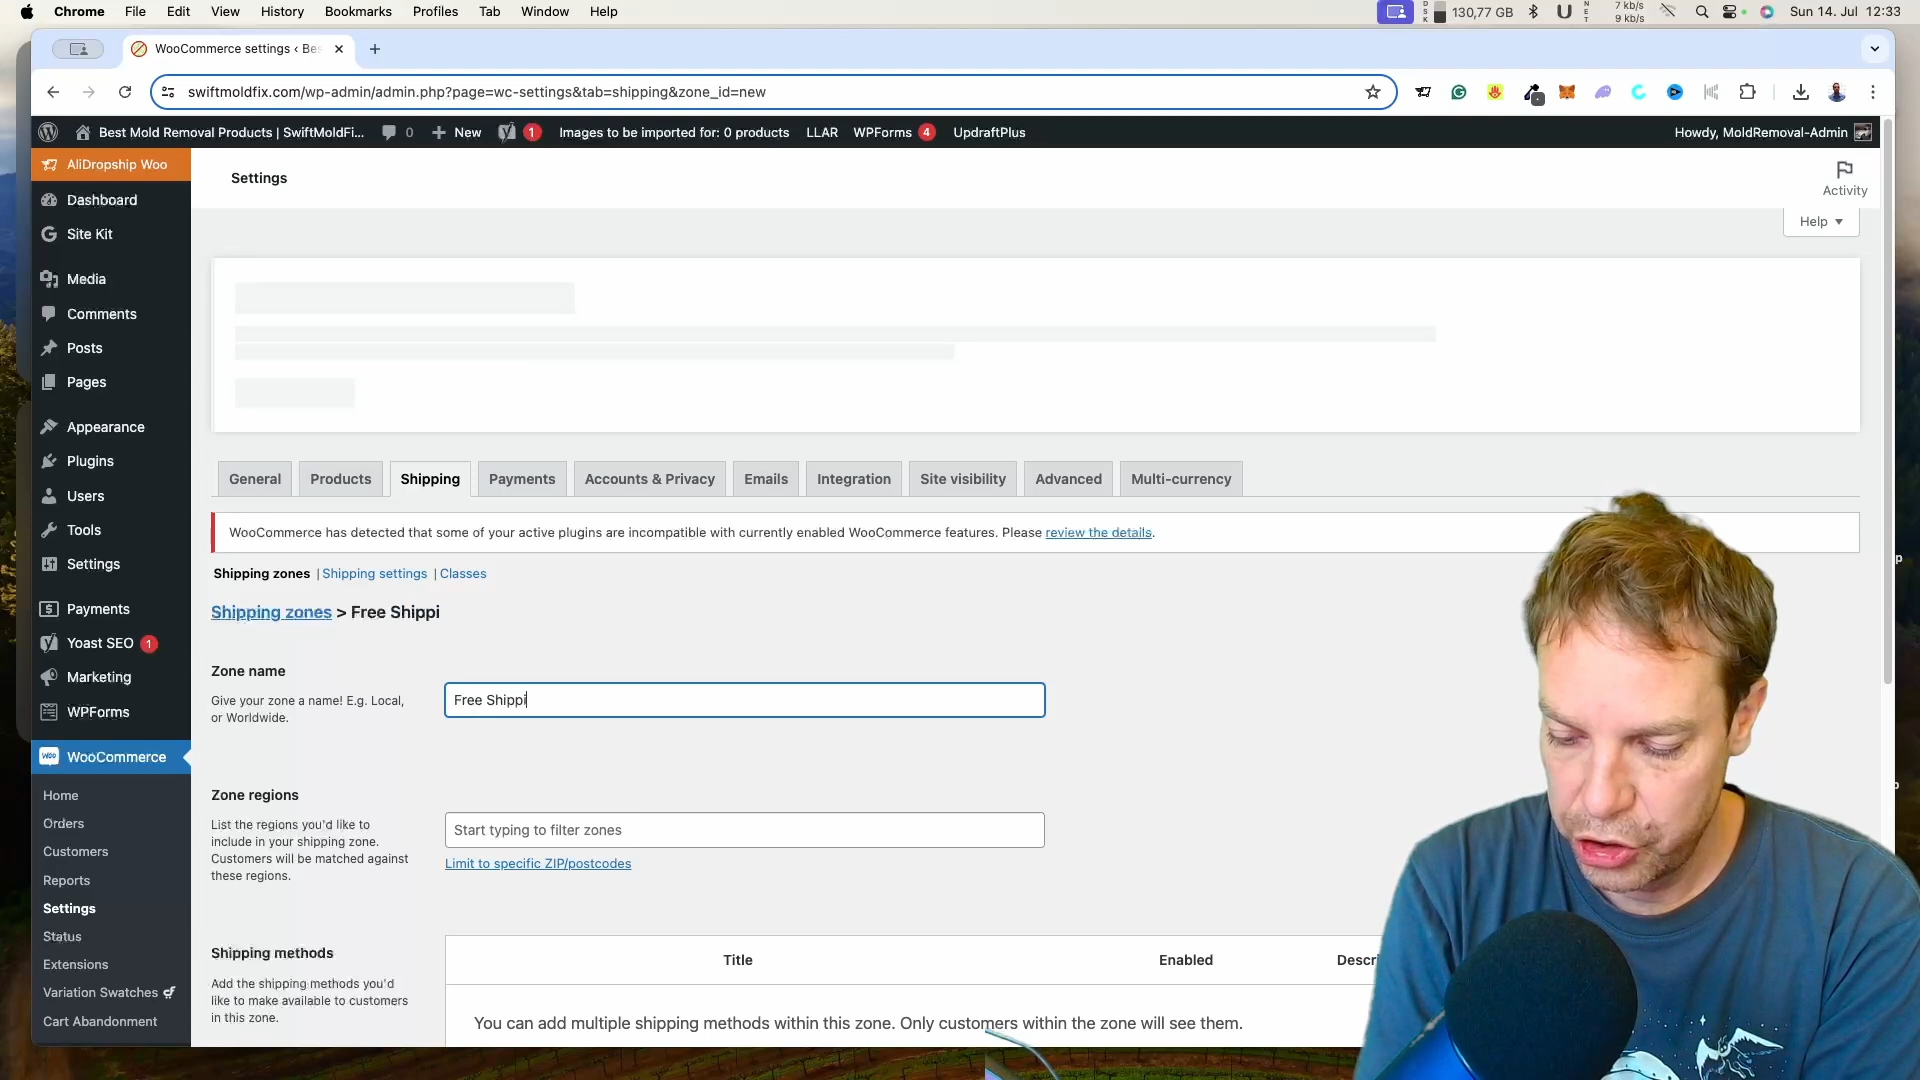 Chrome File Edit View History Bookmarks Profiles Tab Window Help
130,77 GB 7 kb/s 9 kb/s Sun 14. Jul 12:33
WooCommerce settings ‹ Bes
swiftmoldfix.com/wp-admin/admin.php?page=wc-settings&tab=shipping&zone_id=new
Best Mold Removal Products | SwiftMoldFi... 0 New 1 Images to be imported for: 0 products LLAR WPForms 4 UpdraftPlus Howdy, MoldRemoval-Admin
AliDropship Woo
Dashboard
Site Kit
Media
Comments
Posts
Pages
Appearance
Plugins
Users
Tools
Settings
Payments
Yoast SEO 1
Marketing
WPForms
WooCommerce
Home
Orders
Customers
Reports
Settings
Status
Extensions
Variation Swatches
Cart Abandonment
Settings
Activity
Help
General Products Shipping Payments Accounts & Privacy Emails Integration Site visibility Advanced Multi-currency
WooCommerce has detected that some of your active plugins are incompatible with currently enabled WooCommerce features. Please review the details.
Shipping zones | Shipping settings | Classes
Shipping zones > Free Shippi
Zone name
Give your zone a name! E.g. Local,
or Worldwide.
Free Shippi
Zone regions
List the regions you'd like to
include in your shipping zone.
Customers will be matched against
these regions.
Start typing to filter zones
Limit to specific ZIP/postcodes
Shipping methods
Add the shipping methods you'd
like to make available to customers
in this zone.
Title Enabled Descri
You can add multiple shipping methods within this zone. Only customers within the zone will see them.